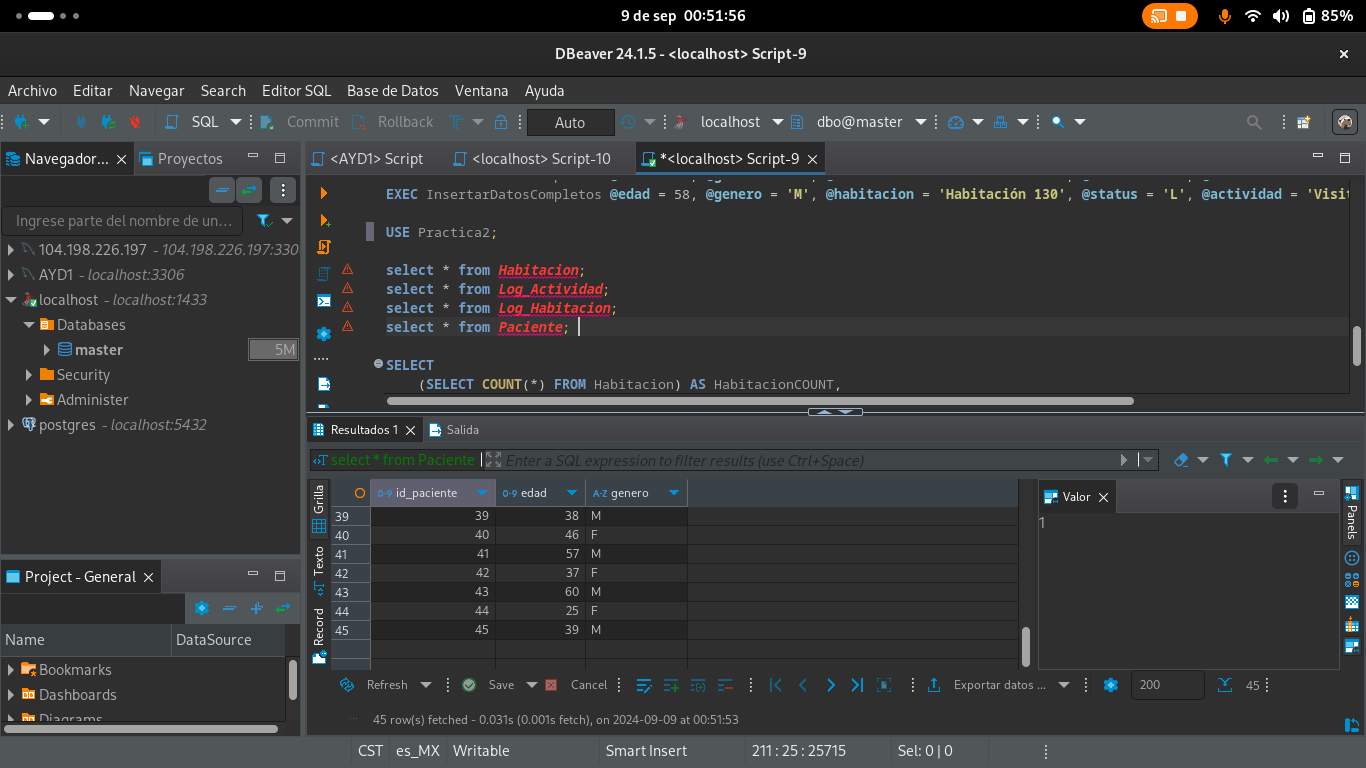 9 de sep 00:51:56
85%
DBeaver 24.1.5 - <localhost> Script-9
Archivo Editar Navegar Search Editor SQL Base de Datos Ventana Ayuda
SQL Commit Rollback Auto localhost dbo@master
Navegador... Proyectos
<AYD1> Script <localhost> Script-10 *<localhost> Script-9
Ingrese parte del nombre de un...
104.198.226.197 - 104.198.226.197:330
AYD1 - localhost:3306
localhost - localhost:1433
Databases
master 5M
Security
Administer
postgres - localhost:5432
EXEC InsertarDatosCompletos @edad = 58, @genero = 'M', @habitacion = 'Habitación 130', @status = 'L', @actividad = 'Visit
USE Practica2;
select * from Habitacion;
select * from Log_Actividad;
select * from Log_Habitacion;
select * from Paciente;
SELECT
(SELECT COUNT(*) FROM Habitacion) AS HabitacionCOUNT,
Resultados 1 Salida
select * from Paciente Enter a SQL expression to filter results (use Ctrl+Space)
Grilla
Texto
Record
id_paciente edad genero
39 39 38 M
40 40 46 F
41 41 57 M
42 42 37 F
43 43 60 M
44 44 25 F
45 45 39 M
Valor
1
Panels
Refresh Save Cancel Exportar datos ... 200 45
45 row(s) fetched - 0.031s (0.001s fetch), on 2024-09-09 at 00:51:53
Project - General
Name DataSource
Bookmarks
Dashboards
Diagrams
CST es_MX Writable Smart Insert 211 : 25 : 25715 Sel: 0 | 0